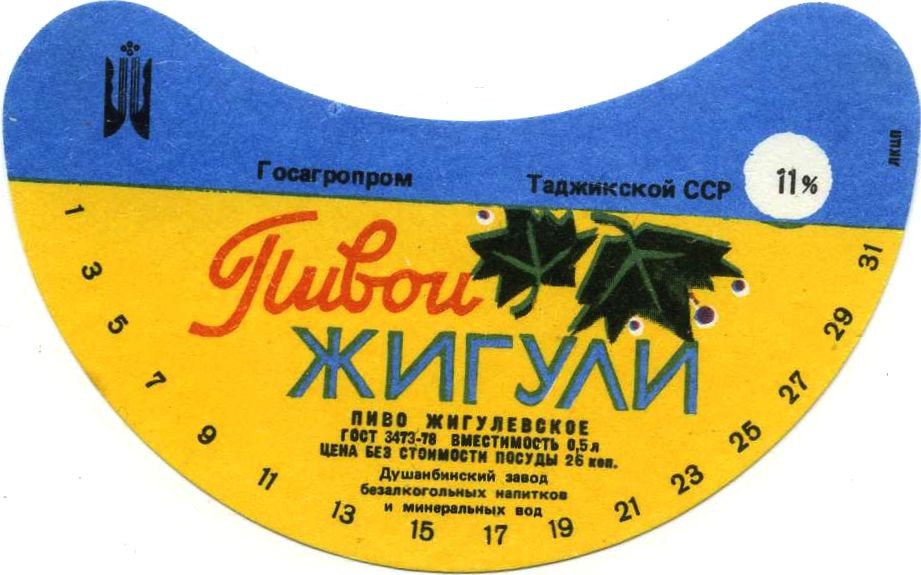 Госагропром Таджикской ССР 11%
ЛКЦП
Пивои
ЖИГУЛИ
ПИВО ЖИГУЛЕВСКОЕ
ГОСТ 3473-78 ВМЕСТИМОСТЬ 0,5 л
ЦЕНА БЕЗ СТОИМОСТИ ПОСУДЫ 26 коп.
Душанбинский завод
безалкогольных напитков
и минеральных вод
1 3 5 7 9 11 13 15 17 19 21 23 25 27 29 31